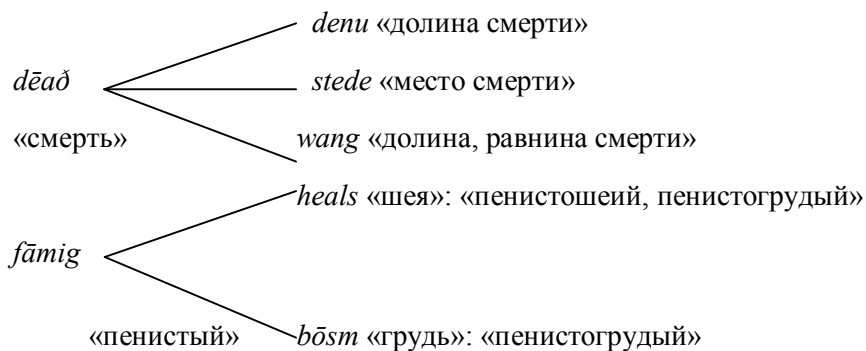 denu «долина смерти»
dēað stede «место смерти»
«смерть» wang «долина, равнина смерти»
heals «шея»: «пенистошеий, пенистогрудый»
fāmig
«пенистый» bōsm «грудь»: «пенистогрудый»